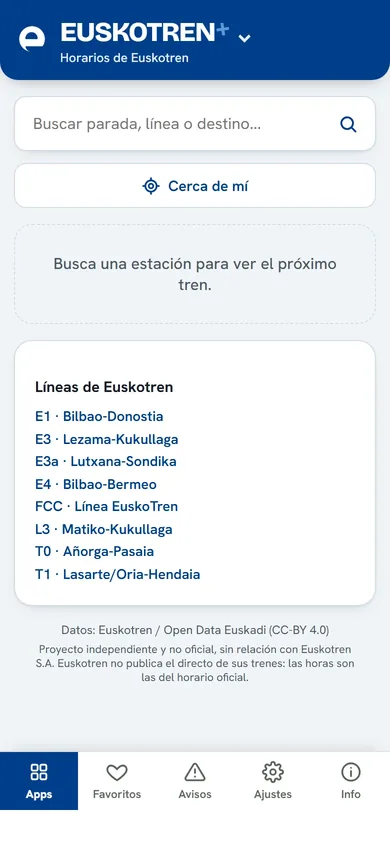 EUSKOTREN+
Horarios de Euskotren
Buscar parada, línea o destino...
Cerca de mí
Busca una estación para ver el próximo
tren.
Líneas de Euskotren
E1 · Bilbao-Donostia
E3 · Lezama-Kukullaga
E3a · Lutxana-Sondika
E4 · Bilbao-Bermeo
FCC · Línea EuskoTren
L3 · Matiko-Kukullaga
T0 · Añorga-Pasaia
T1 · Lasarte/Oria-Hendaia
Datos: Euskotren / Open Data Euskadi (CC-BY 4.0)
Proyecto independiente y no oficial, sin relación con Euskotren
S.A. Euskotren no publica el directo de sus trenes: las horas son
las del horario oficial.
Apps
Favoritos
Avisos
Ajustes
Info